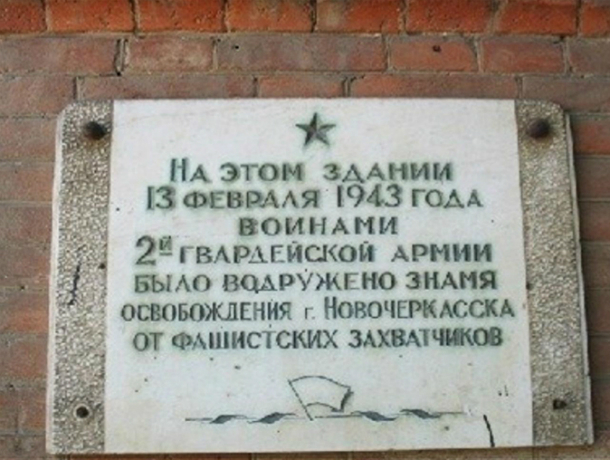 На этом здании
13 февраля 1943 года
воинами
2й гвардейской армии
было водружено знамя
освобождения г. Новочеркасска
от фашистских захватчиков